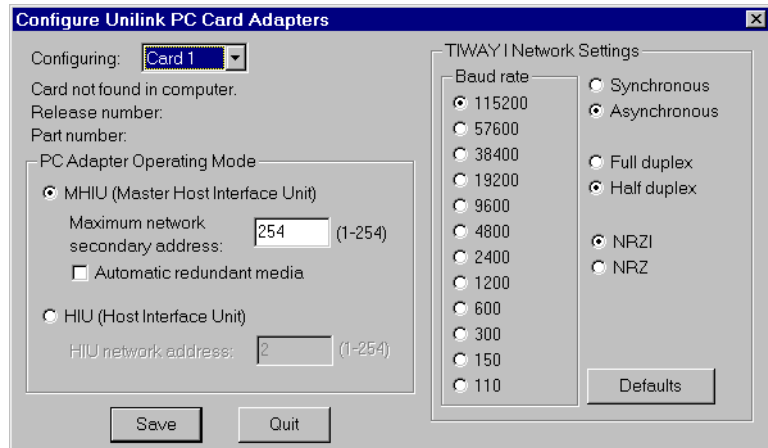 Configure Unilink PC Card Adapters
Configuring: Card 1
Card not found in computer.
Release number:
Part number:
PC Adapter Operating Mode
MHIU (Master Host Interface Unit)
Maximum network
secondary address: 254 (1-254)
Automatic redundant media
HIU (Host Interface Unit)
HIU network address: 2 (1-254)
Save Quit
TIWAY I Network Settings
Baud rate
115200
57600
38400
19200
9600
4800
2400
1200
600
300
150
110
Synchronous
Asynchronous
Full duplex
Half duplex
NRZI
NRZ
Defaults